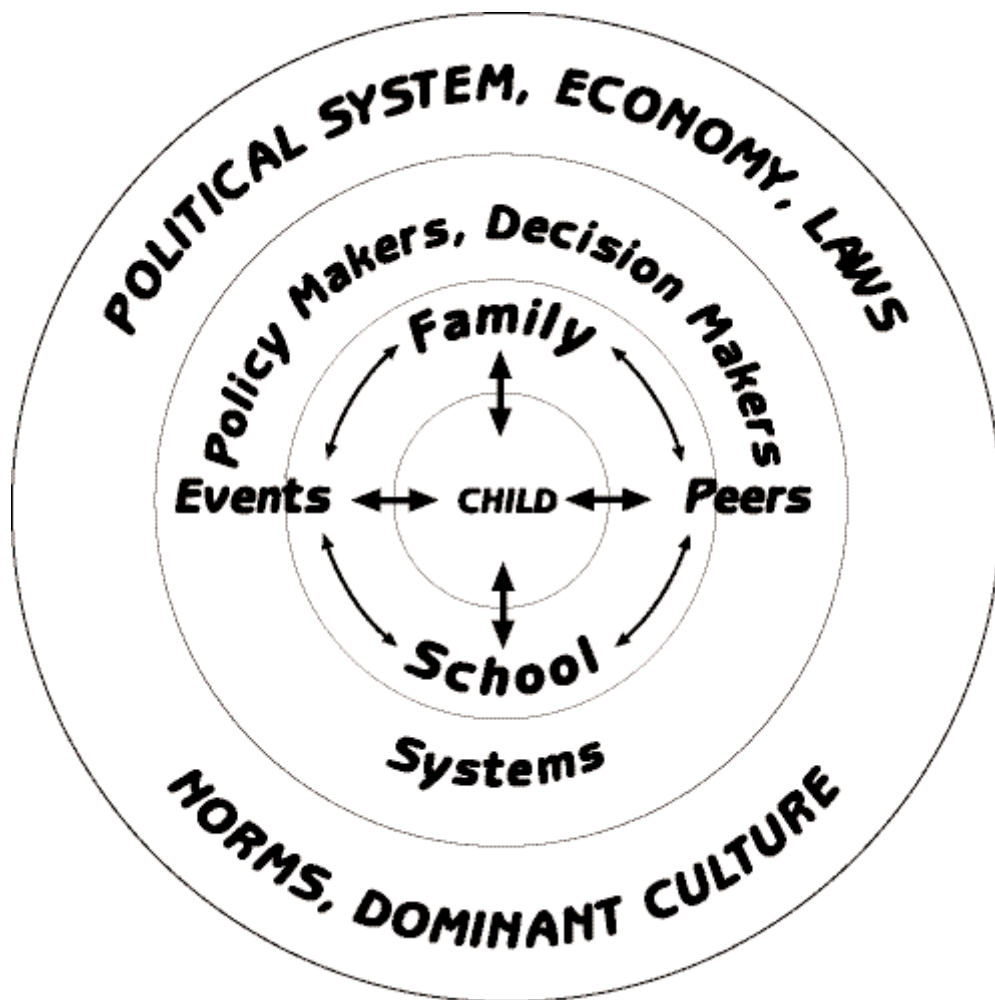 POLITICAL SYSTEM, ECONOMY, LAWS
Policy Makers, Decision Makers
Family
Events
CHILD
Peers
School
Systems
NORMS, DOMINANT CULTURE